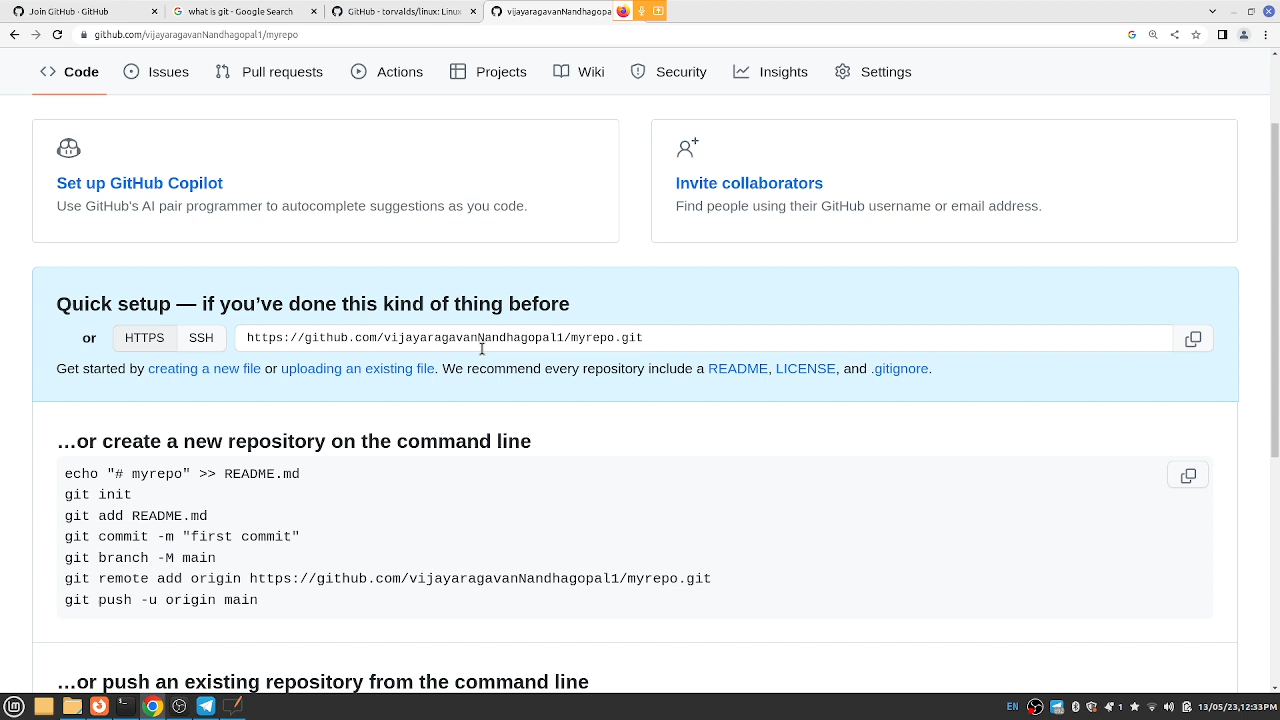 Join GitHub · GitHub
what is git - Google Search
GitHub - torvalds/linux: Linux
vijayaragavanNandhagopa
github.com/vijayaragavanNandhagopal1/myrepo
Code
Issues
Pull requests
Actions
Projects
Wiki
Security
Insights
Settings
Set up GitHub Copilot
Use GitHub's AI pair programmer to autocomplete suggestions as you code.
Invite collaborators
Find people using their GitHub username or email address.
Quick setup — if you’ve done this kind of thing before
or HTTPS SSH https://github.com/vijayaragavanNandhagopal1/myrepo.git
Get started by creating a new file or uploading an existing file. We recommend every repository include a README, LICENSE, and .gitignore.
…or create a new repository on the command line
echo "# myrepo" >> README.md
git init
git add README.md
git commit -m "first commit"
git branch -M main
git remote add origin https://github.com/vijayaragavanNandhagopal1/myrepo.git
git push -u origin main
…or push an existing repository from the command line
EN
1
13/05/23,12:33PM